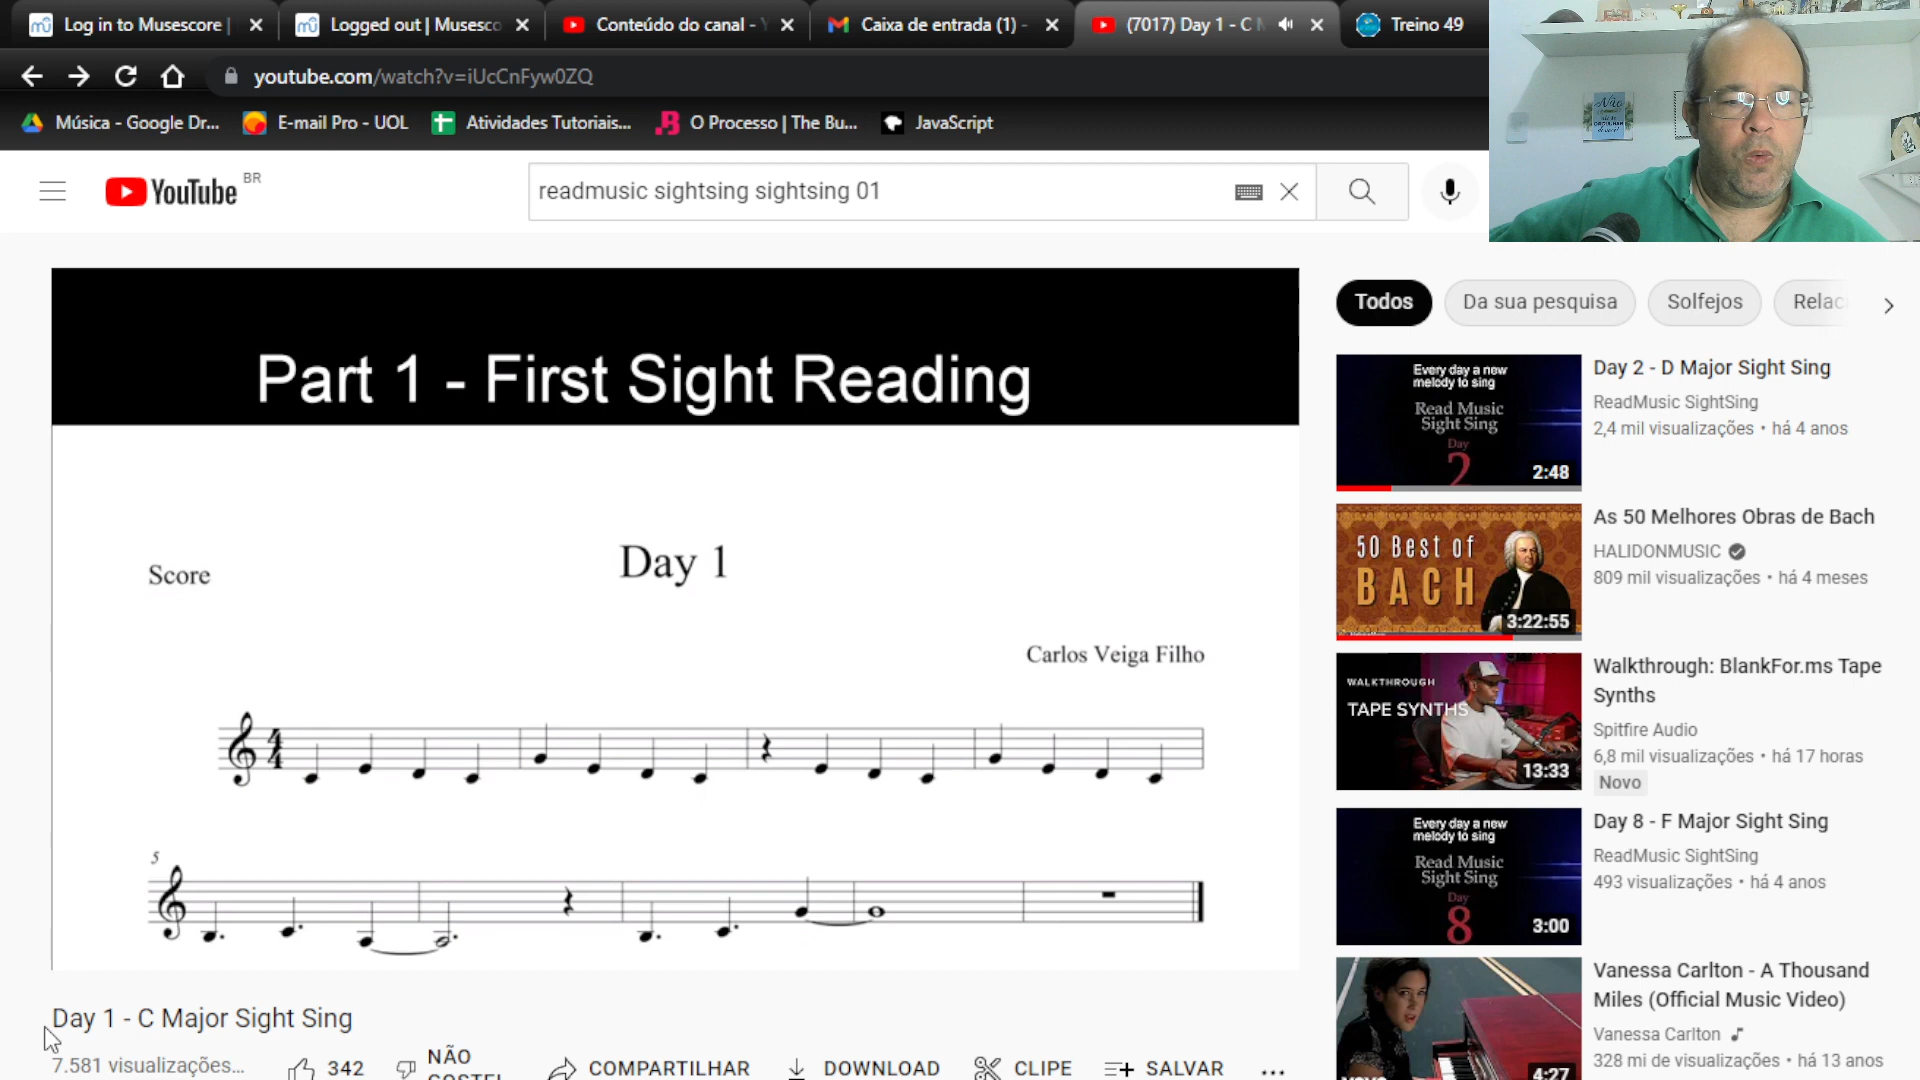 Log in to Musescore |
Logged out | Musesco
Conteúdo do canal -
Caixa de entrada (1) -
(7017) Day 1 - C M
Treino 49
youtube.com/watch?v=iUcCnFyw0ZQ
Música - Google Dr...
E-mail Pro - UOL
Atividades Tutoriais...
O Processo | The Bu...
JavaScript
YouTube BR
readmusic sightsing sightsing 01
Part 1 - First Sight Reading
Day 1
Score
Carlos Veiga Filho
5
Day 1 - C Major Sight Sing
7.581 visualizações...
342
NÃO
COMPARTILHAR
DOWNLOAD
CLIPE
SALVAR
Todos
Da sua pesquisa
Solfejos
Relac
Every day a new
melody to sing
Read Music
Sight Sing
Day
2
2:48
Day 2 - D Major Sight Sing
ReadMusic SightSing
2,4 mil visualizações • há 4 anos
50 Best of
BACH
3:22:55
As 50 Melhores Obras de Bach
HALIDONMUSIC
809 mil visualizações • há 4 meses
WALKTHROUGH
TAPE SYNTHS
13:33
Walkthrough: BlankFor.ms Tape
Synths
Spitfire Audio
6,8 mil visualizações • há 17 horas
Novo
Every day a new
melody to sing
Read Music
Sight Sing
Day
8
3:00
Day 8 - F Major Sight Sing
ReadMusic SightSing
493 visualizações • há 4 anos
4:27
Vanessa Carlton - A Thousand
Miles (Official Music Video)
Vanessa Carlton
328 mi de visualizações • há 13 anos